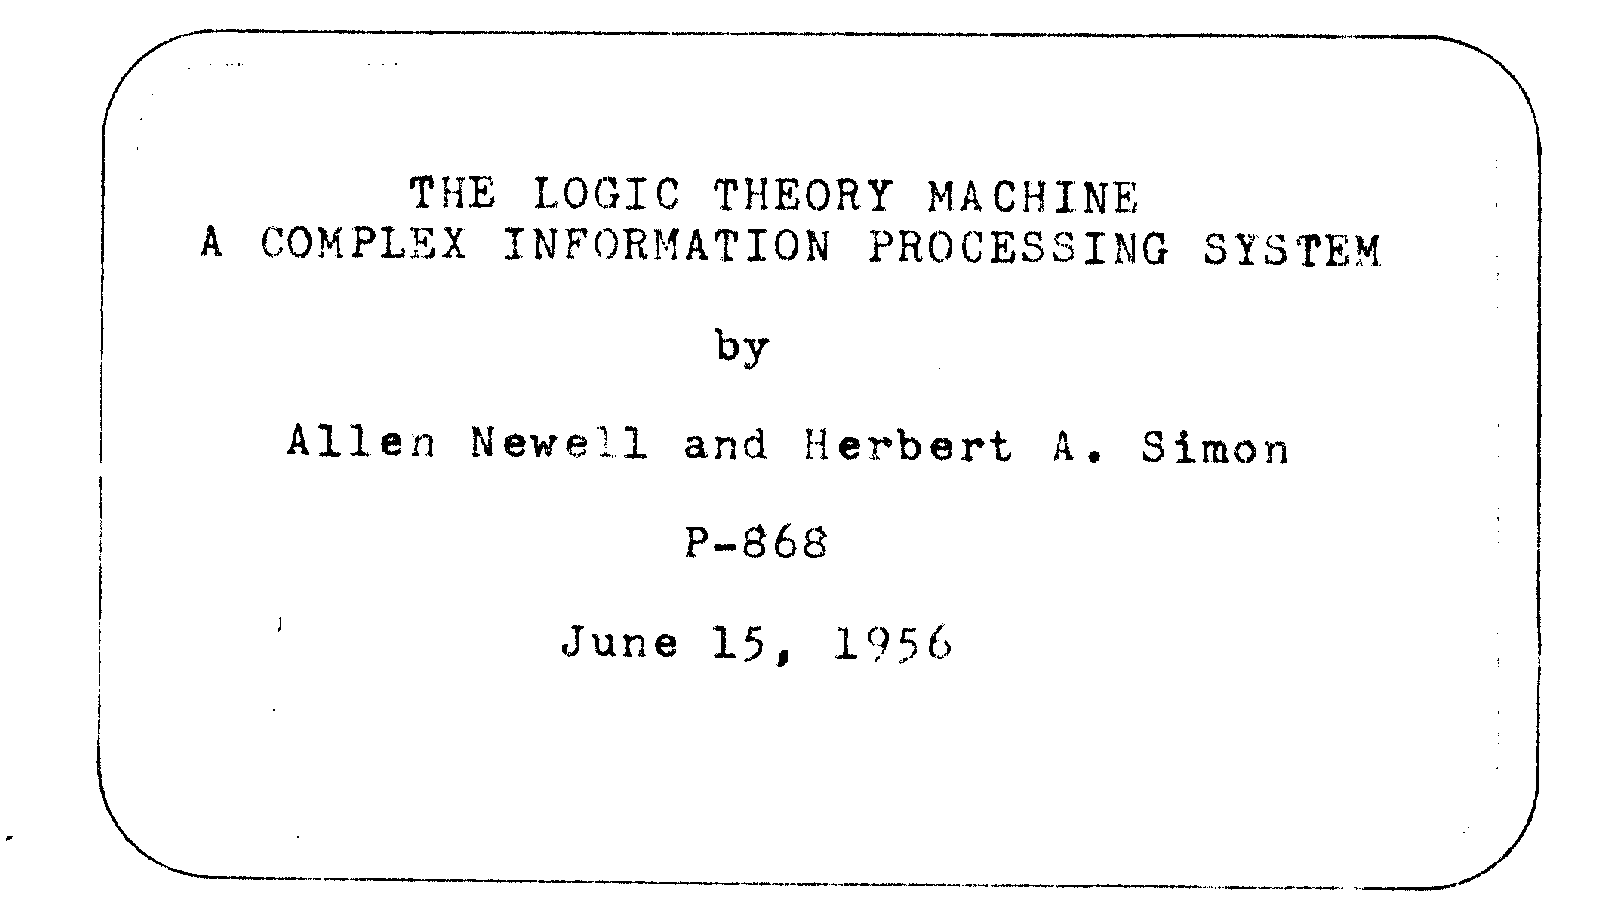 THE LOGIC THEORY MACHINE
A COMPLEX INFORMATION PROCESSING SYSTEM
by
Allen Newell and Herbert A. Simon
P-868
June 15, 1956